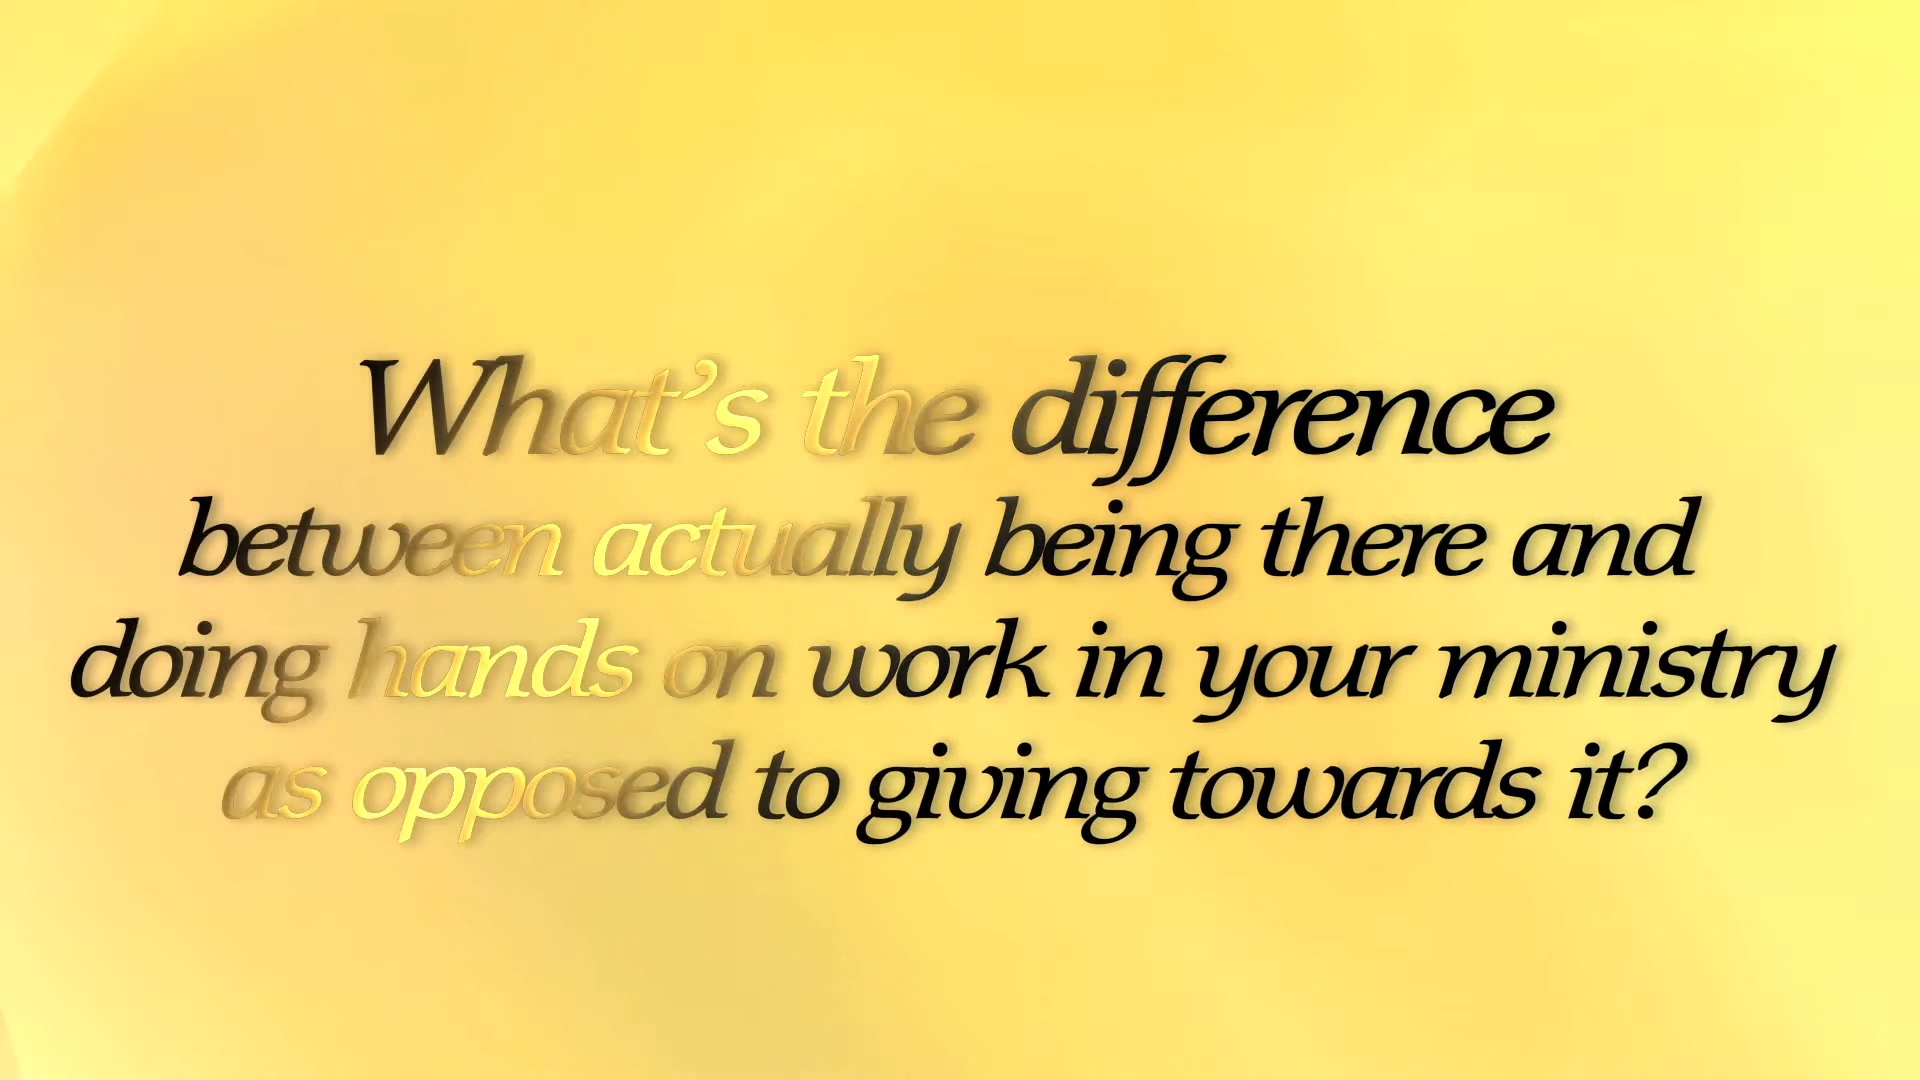 What’s the difference
between actually being there and
doing hands on work in your ministry
as opposed to giving towards it?